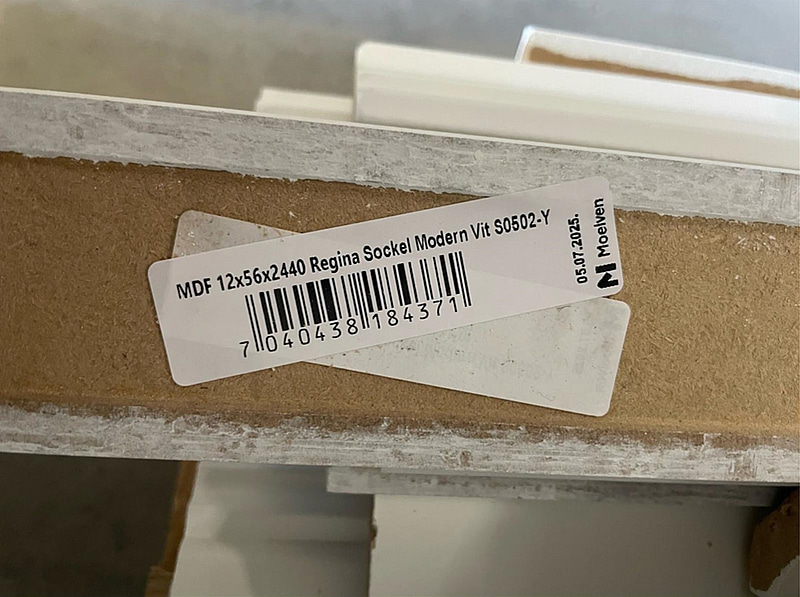 MDF 12x56x2440 Regina Sockel Modern Vit S0502-Y
7 040438 184371
05.07.2025.
Moelven